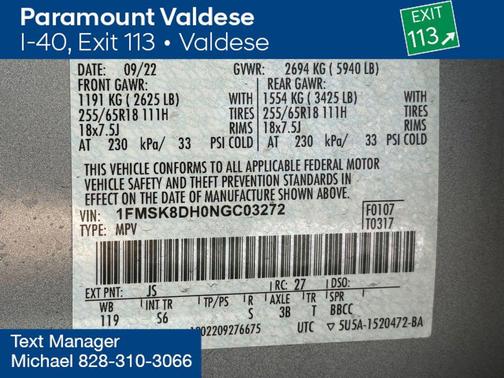 Paramount Valdese
I-40, Exit 113 • Valdese
EXIT
113
DATE: 09/22 GVWR: 2694 KG (5940 LB)
FRONT GAWR: REAR GAWR:
1191 KG (2625 LB) WITH 1554 KG (3425 LB) WITH
255/65R18 111H TIRES 255/65R18 111H TIRES
18x7.5J RIMS 18x7.5J RIMS
AT 230 kPa/ 33 PSI COLD AT 230 kPa/ 33 PSI COLD
THIS VEHICLE CONFORMS TO ALL APPLICABLE FEDERAL MOTOR
VEHICLE SAFETY AND THEFT PREVENTION STANDARDS IN EFFECT
ON THE DATE OF MANUFACTURE SHOWN ABOVE.
VIN: 1FMSK8DH0NGC03272 F0107
TYPE: MPV T0317
EXT PNT: JS RC: 27 DSO:
WB INT TR TP/PS R AXLE TR SPR
119 S6 S 3B T BBCC
UTC ▽ 5U5A-1520472-BA
Text Manager
Michael 828-310-3066